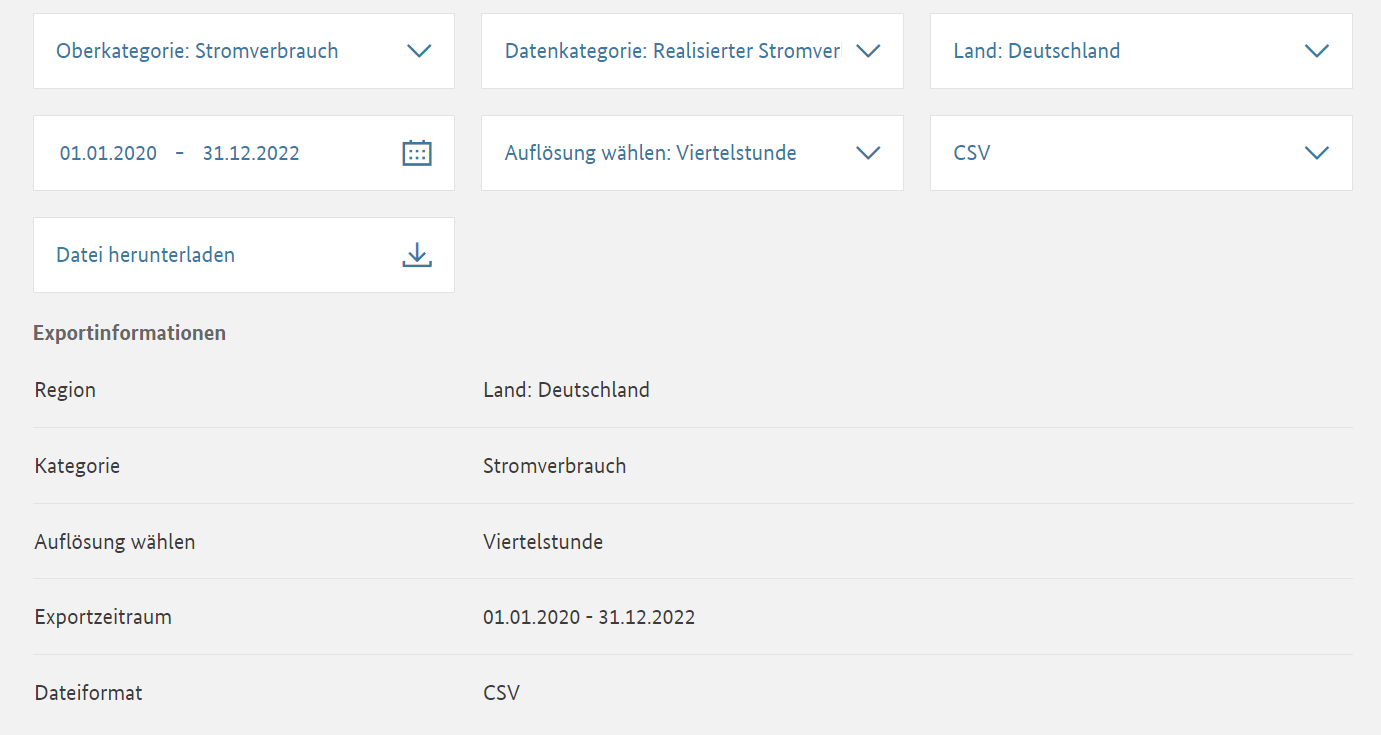 Oberkategorie: Stromverbrauch
Datenkategorie: Realisierter Stromver
Land: Deutschland
01.01.2020 - 31.12.2022
Auflösung wählen: Viertelstunde
CSV
Datei herunterladen
Exportinformationen
Region Land: Deutschland
Kategorie Stromverbrauch
Auflösung wählen Viertelstunde
Exportzeitraum 01.01.2020 - 31.12.2022
Dateiformat CSV